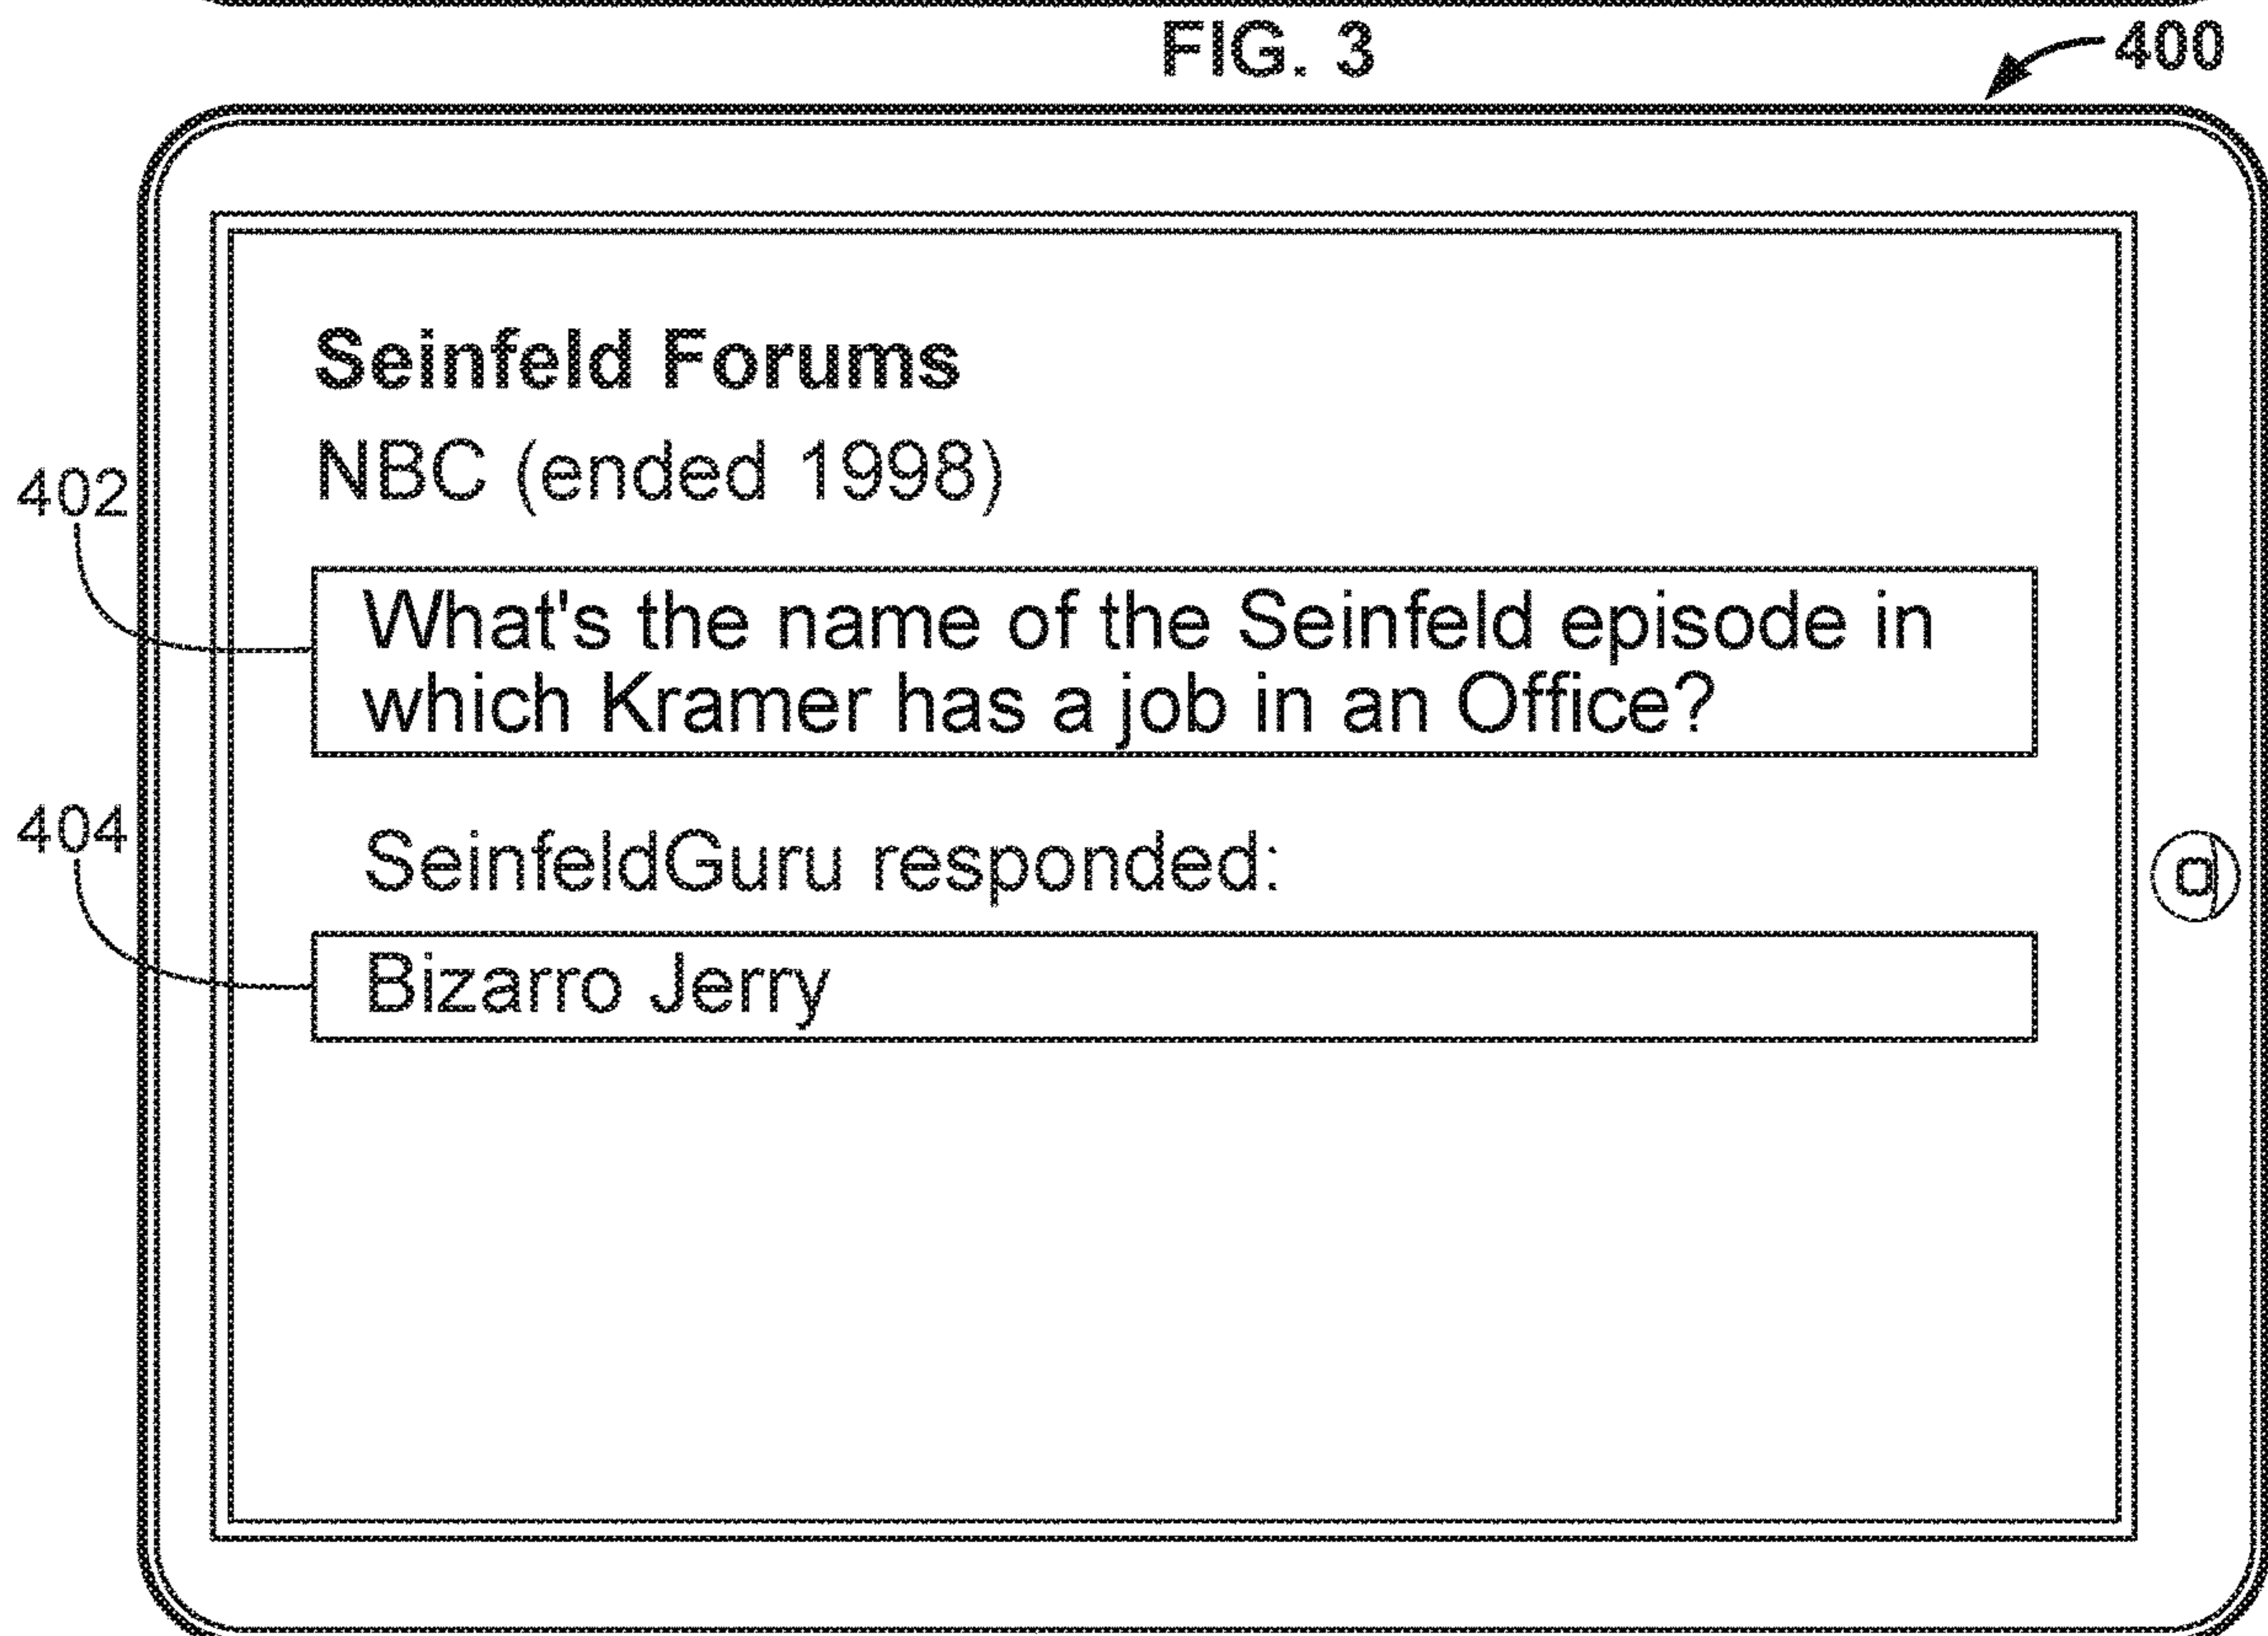 FIG. 3
400
Seinfeld Forums
NBC (ended 1998)
402
What's the name of the Seinfeld episode in
which Kramer has a job in an Office?
404
SeinfeldGuru responded:
Bizarro Jerry